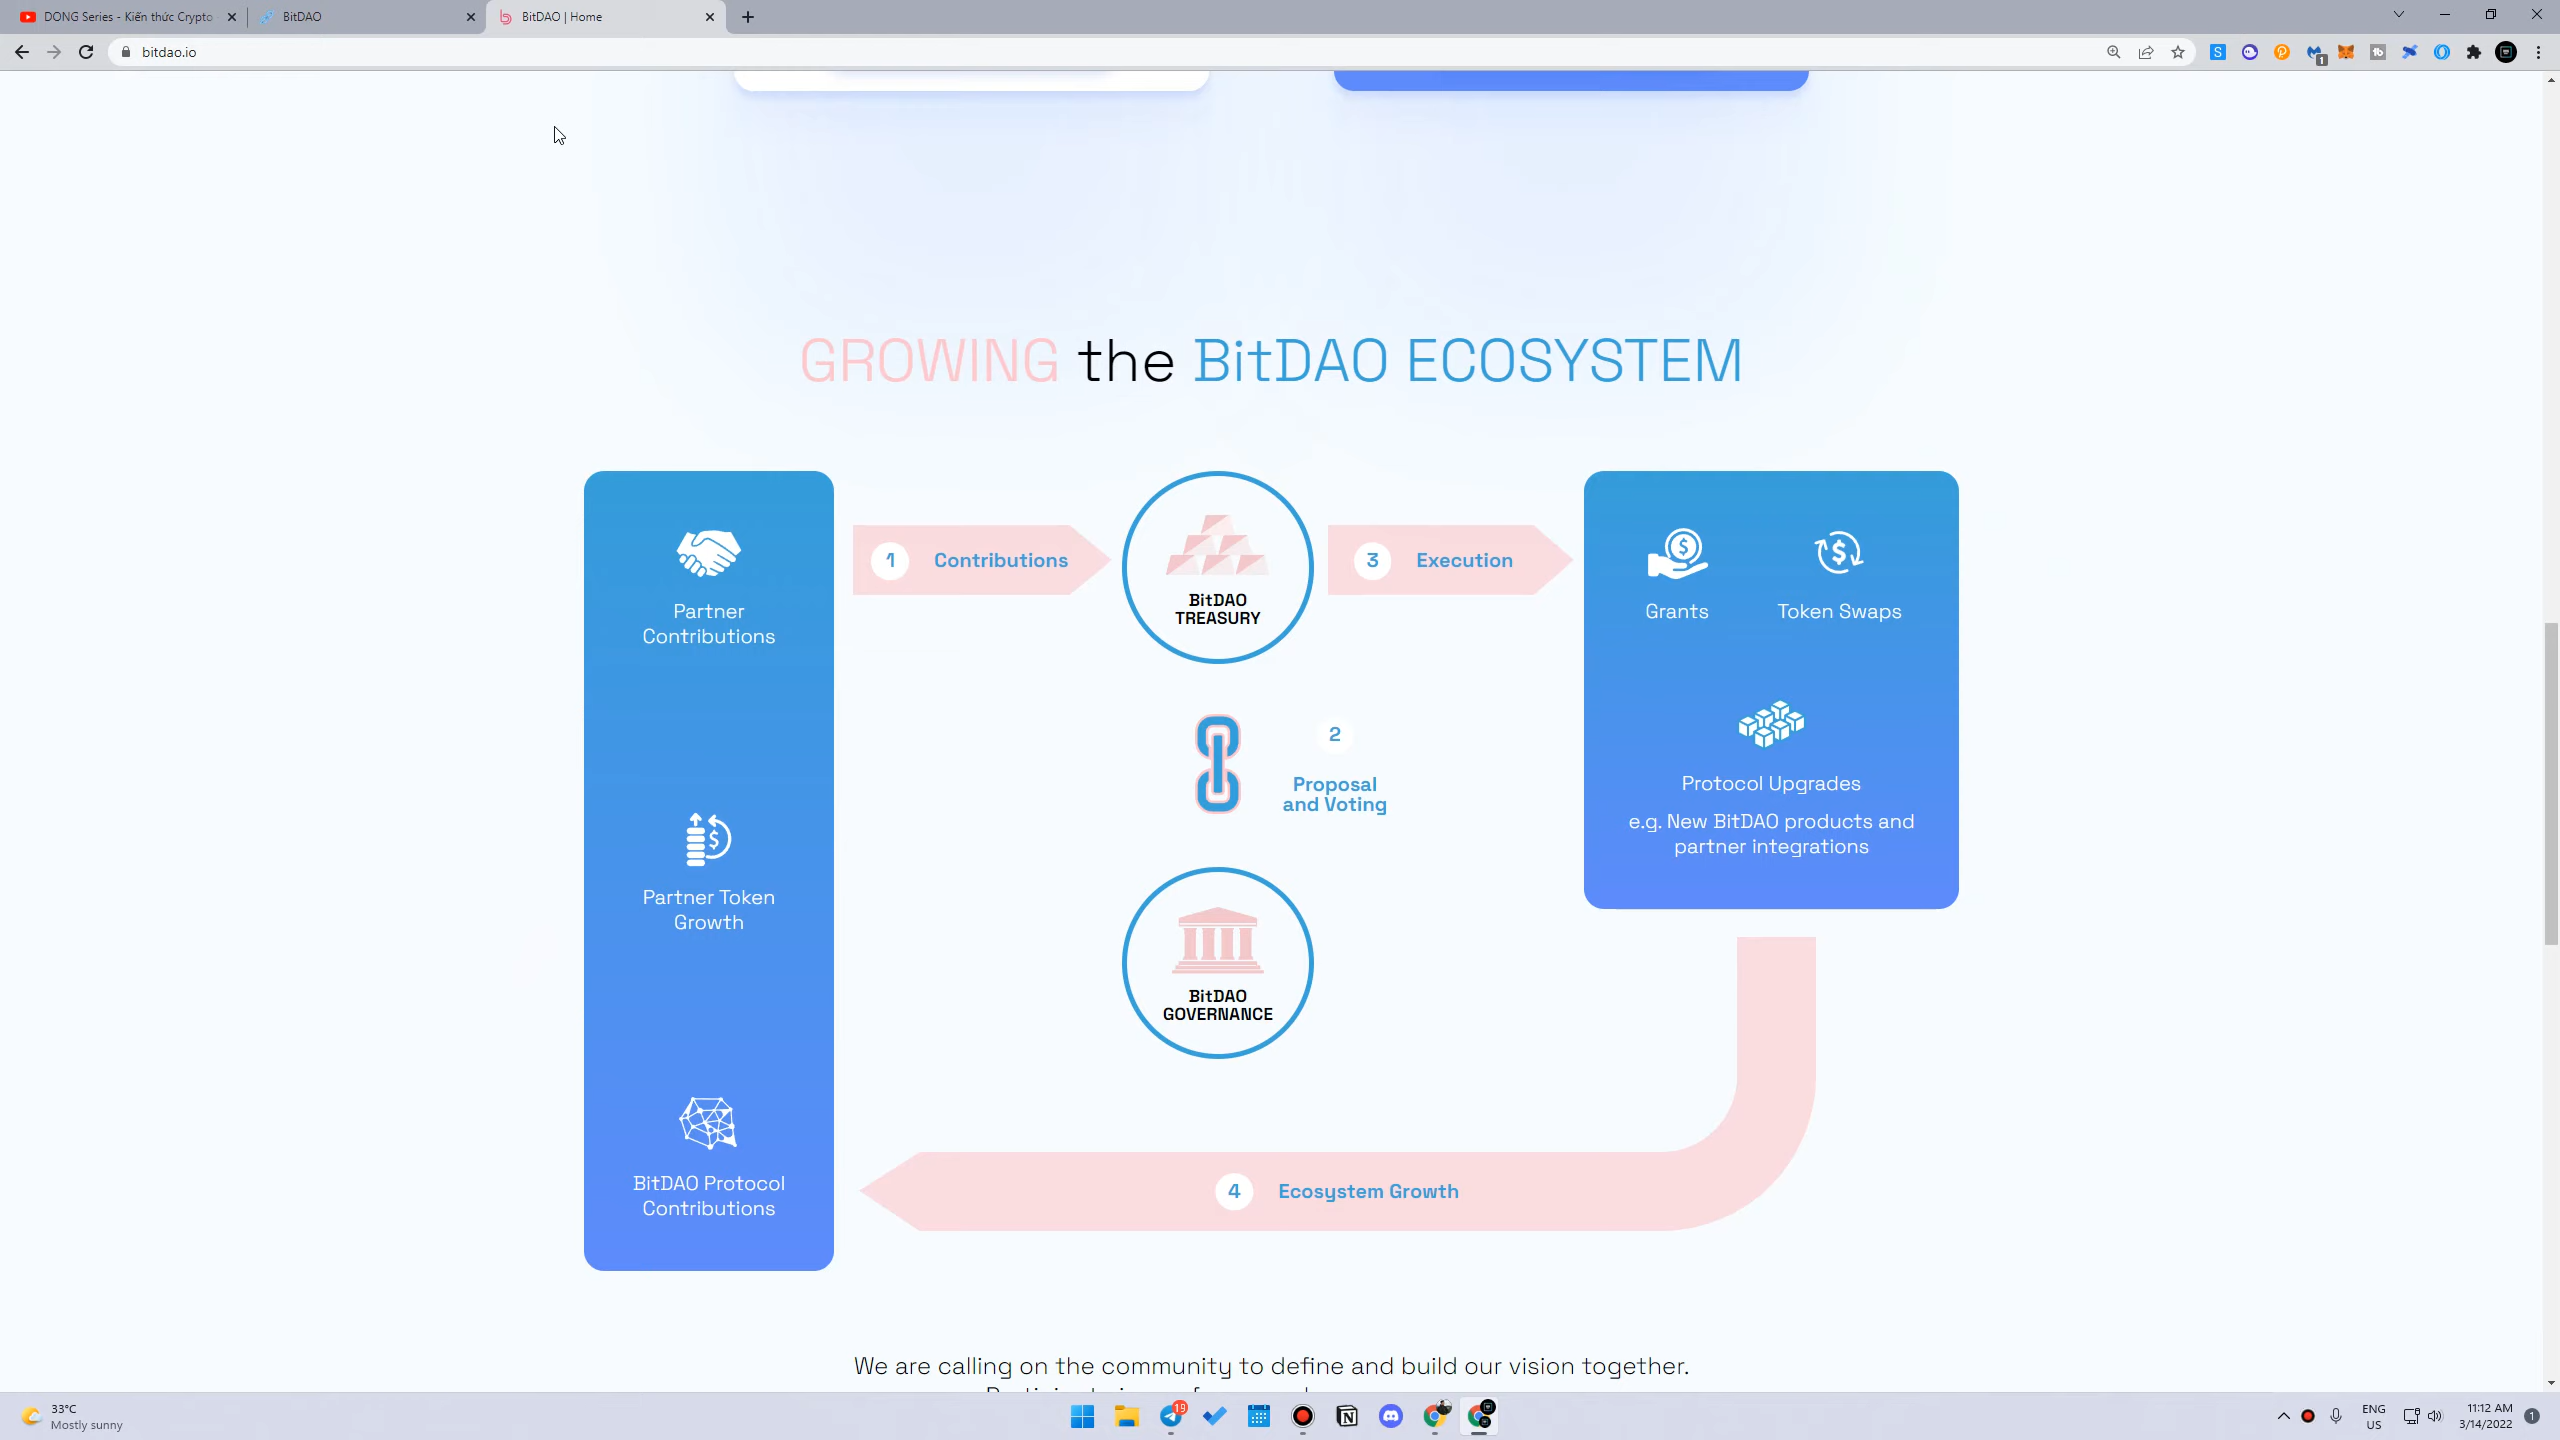 DONG Series - Kiến thức Crypto
BitDAO
BitDAO | Home
bitdao.io
GROWING the BitDAO ECOSYSTEM
Partner
Contributions
1 Contributions
BitDAO
TREASURY
3 Execution
Grants
Token Swaps
2
Proposal
and Voting
Protocol Upgrades
e.g. New BitDAO products and
partner integrations
Partner Token
Growth
BitDAO
GOVERNANCE
BitDAO Protocol
Contributions
4 Ecosystem Growth
We are calling on the community to define and build our vision together.
33°C
Mostly sunny
19
ENG
US
11:12 AM
3/14/2022
1